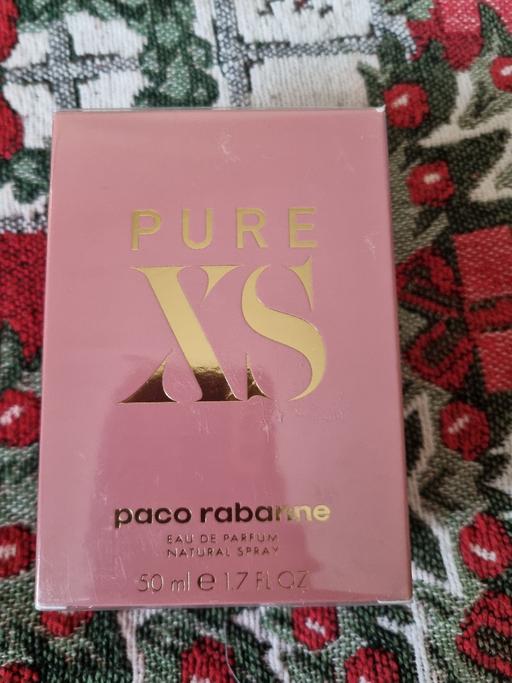 PURE
XS
paco rabanne
EAU DE PARFUM
NATURAL SPRAY
50 ml e 1.7 FL OZ